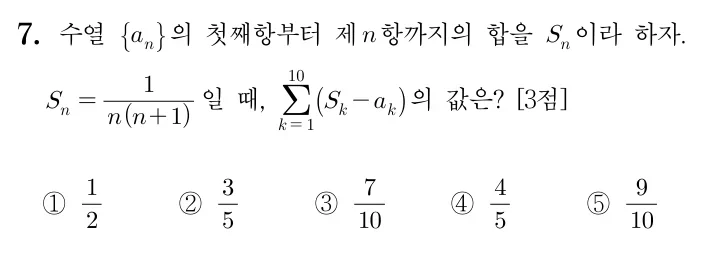 7. 수열 {aₙ}의 첫째항부터 제n항까지의 합을 Sₙ이라 하자.
Sₙ = 1/(n(n+1)) 일 때, ∑_{k=1}^{10}(Sₖ−aₖ)의 값은? [3점]
① 1/2 ② 3/5 ③ 7/10 ④ 4/5 ⑤ 9/10